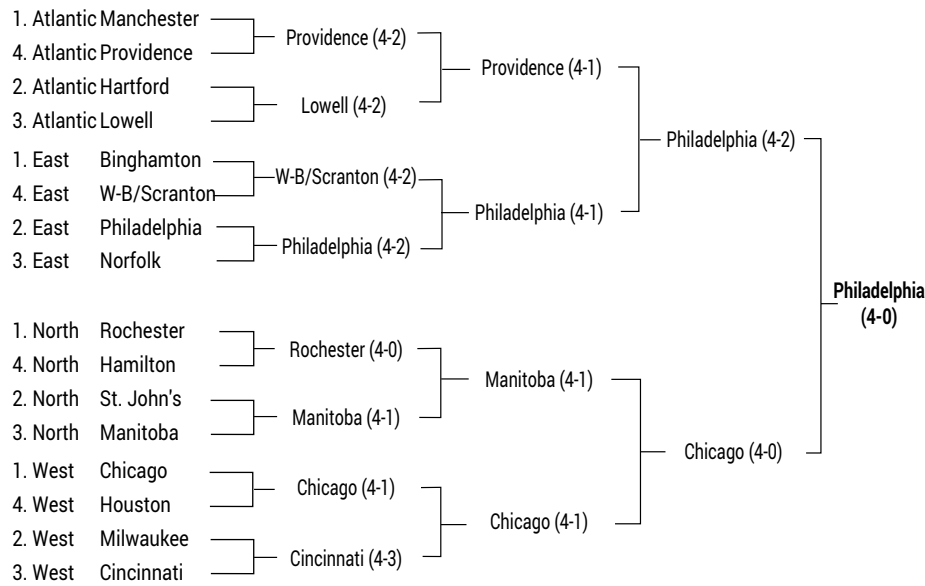 1. Atlantic Manchester
4. Atlantic Providence
2. Atlantic Hartford
3. Atlantic Lowell
1. East Binghamton
4. East W-B/Scranton
2. East Philadelphia
3. East Norfolk
1. North Rochester
4. North Hamilton
2. North St. John's
3. North Manitoba
1. West Chicago
4. West Houston
2. West Milwaukee
3. West Cincinnati
Providence (4-2)
Lowell (4-2)
W-B/Scranton (4-2)
Philadelphia (4-2)
Rochester (4-0)
Manitoba (4-1)
Chicago (4-1)
Cincinnati (4-3)
Providence (4-1)
Philadelphia (4-1)
Manitoba (4-1)
Chicago (4-1)
Philadelphia (4-2)
Chicago (4-0)
Philadelphia
(4-0)